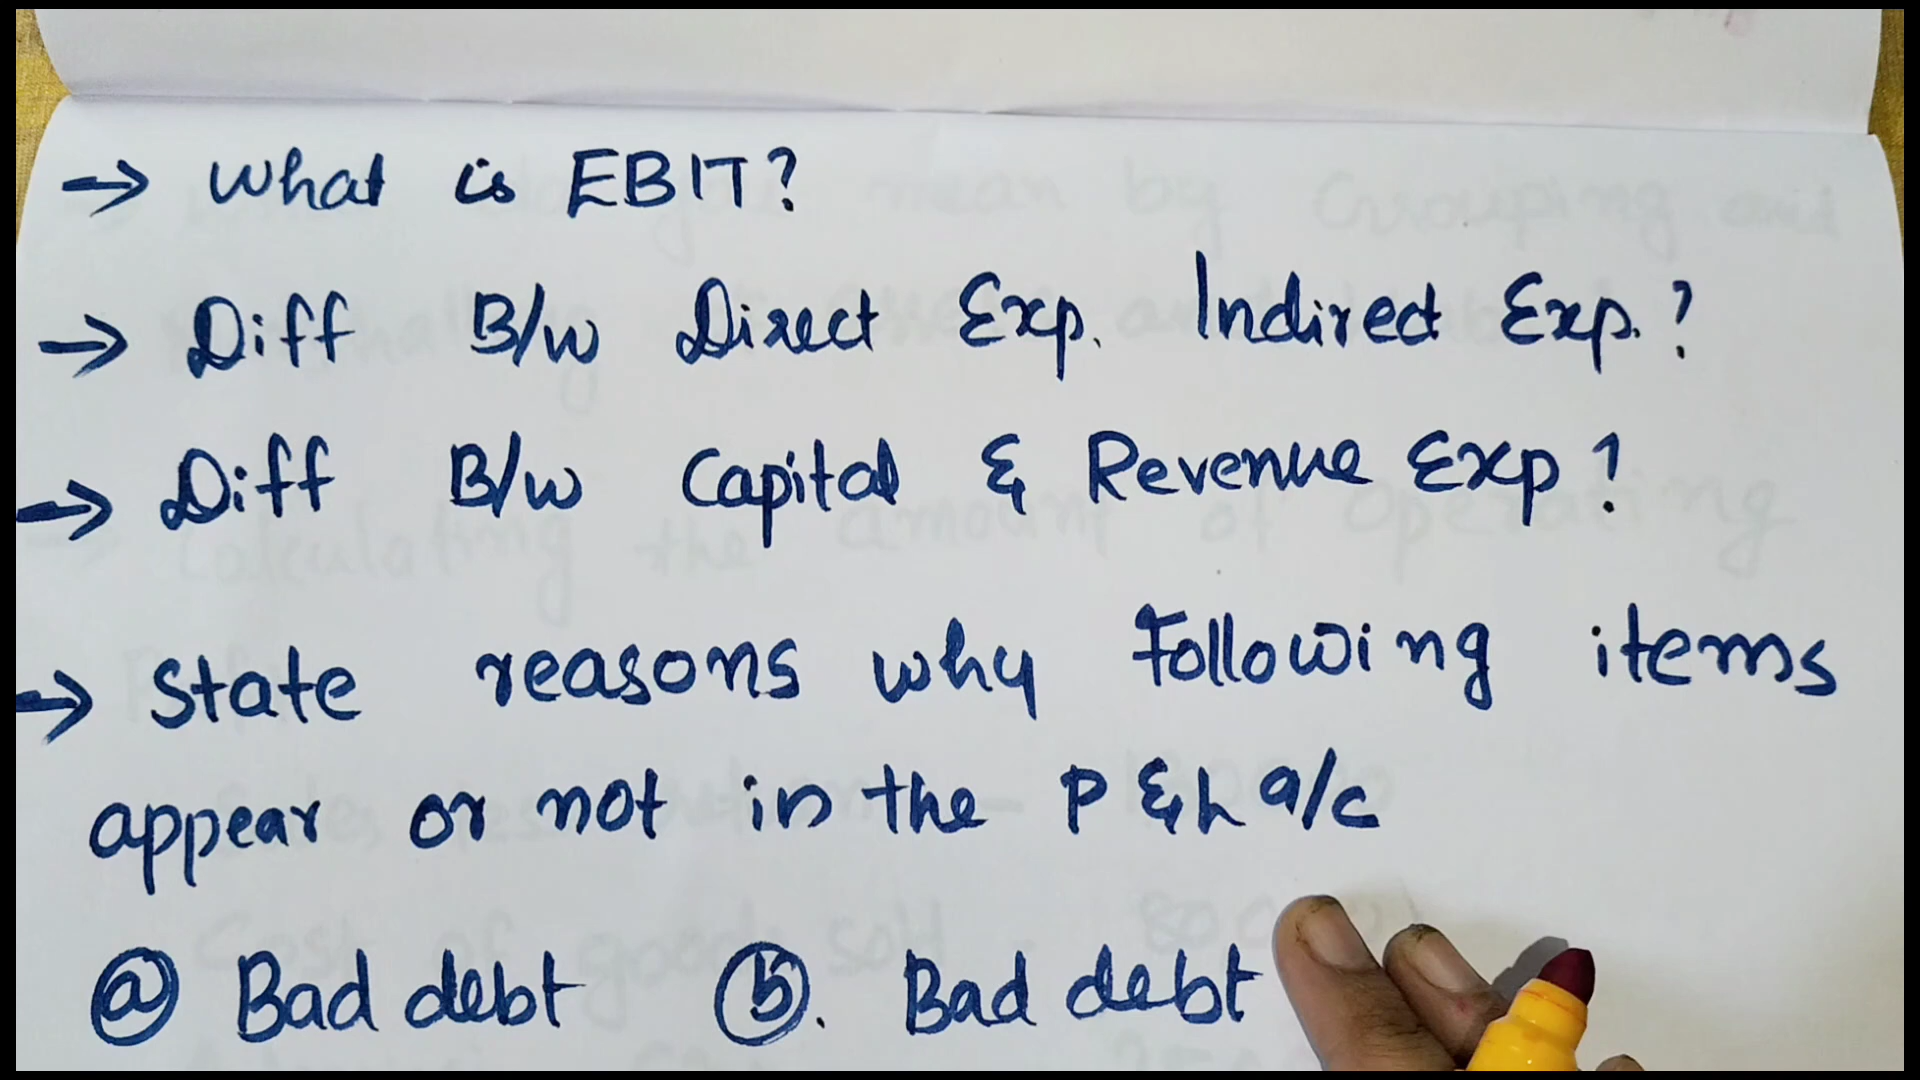 → What is EBIT?
→ Diff B/w Direct Exp. Indirect Exp.?
→ Diff B/w Capital & Revenue Exp?
→ State reasons why Following items
appear or not in the P & L a/c
ⓐ Bad debt ⓑ. Bad debt